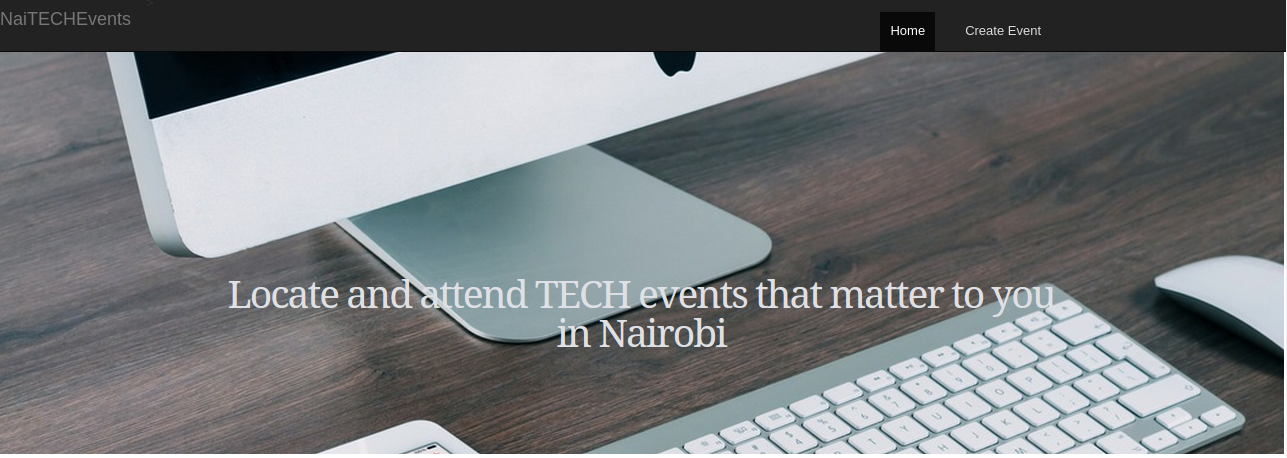 NaiTECHEvents
Home
Create Event
Locate and attend TECH events that matter to you
in Nairobi